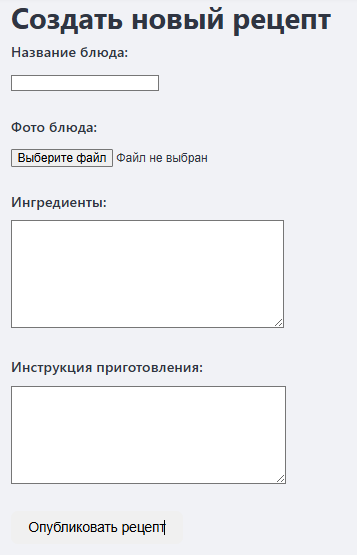 Создать новый рецепт
Название блюда:
Фото блюда:
Выберите файл Файл не выбран
Ингредиенты:
Инструкция приготовления:
Опубликовать рецепт